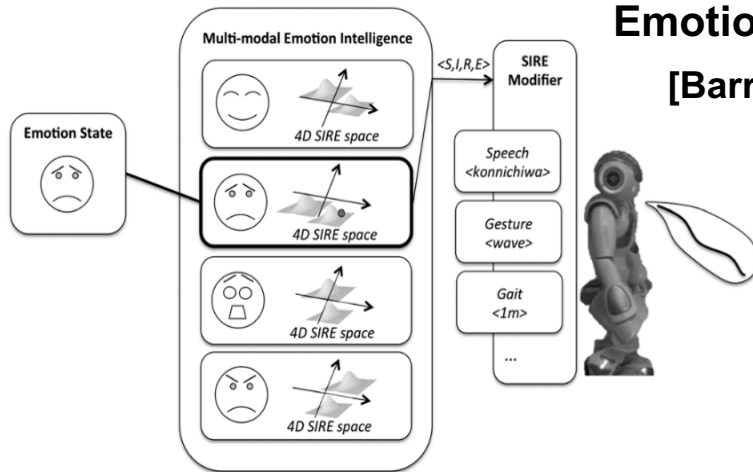 Emotio
[Barr
Multi-modal Emotion Intelligence
4D SIRE space
4D SIRE space
4D SIRE space
4D SIRE space
Emotion State
<S,I,R,E>
SIRE
Modifier
Speech
<konnichiwa>
Gesture
<wave>
Gait
<1m>
...